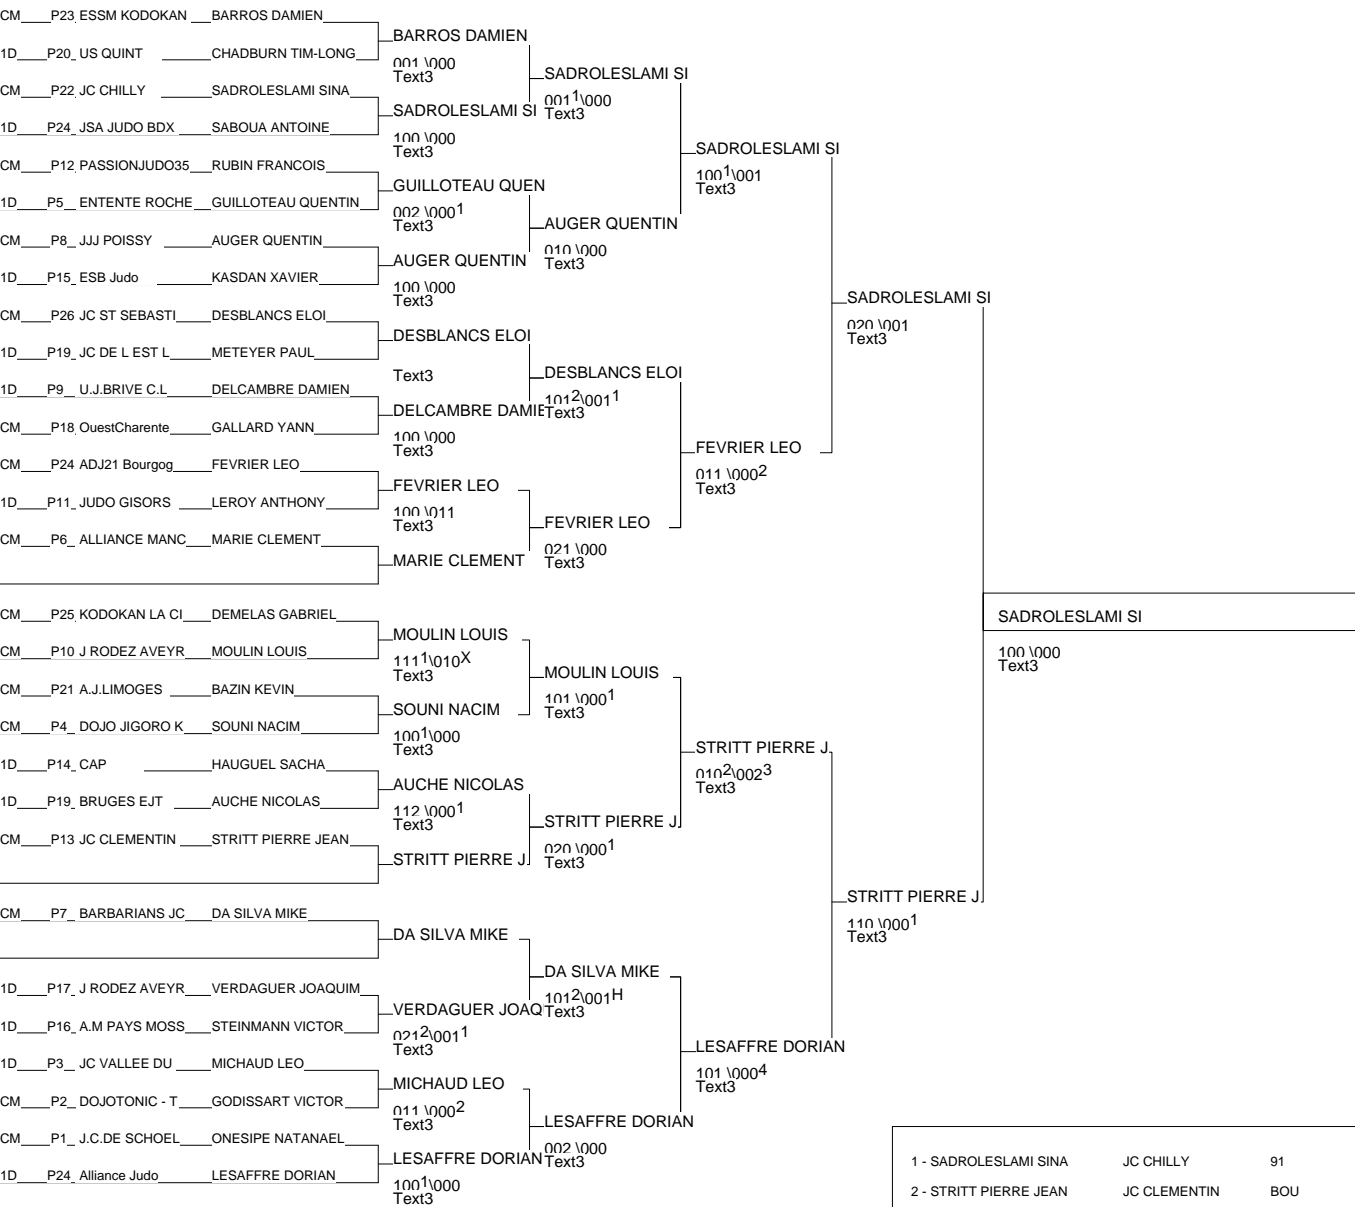 CM P23 ESSM KODOKAN BARROS DAMIEN
BARROS DAMIEN
1D P20 US QUINT CHADBURN TIM-LONG
001 \000
Text3
SADROLESLAMI SI
CM P22 JC CHILLY SADROLESLAMI SINA
0011\000
SADROLESLAMI SI
Text3
1D P24 JSA JUDO BDX SABOUA ANTOINE
100 \000
Text3
SADROLESLAMI SI
CM P12 PASSIONJUDO35 RUBIN FRANCOIS
1001\001
Text3
GUILLOTEAU QUEN
1D P5 ENTENTE ROCHE GUILLOTEAU QUENTIN
002 \0001
Text3
AUGER QUENTIN
CM P8 JJJ POISSY AUGER QUENTIN
010 \000
AUGER QUENTIN
Text3
1D P15 ESB Judo KASDAN XAVIER
100 \000
Text3
SADROLESLAMI SI
CM P26 JC ST SEBASTI DESBLANCS ELOI
020 \001
Text3
DESBLANCS ELOI
1D P19 JC DE L EST L METEYER PAUL
Text3
DESBLANCS ELOI
1D P9 U.J.BRIVE C.L DELCAMBRE DAMIEN
1012\0011
DELCAMBRE DAMIE
Text3
CM P18 OuestCharente GALLARD YANN
100 \000
Text3
FEVRIER LEO
CM P24 ADJ21 Bourgog FEVRIER LEO
011 \0002
Text3
FEVRIER LEO
1D P11 JUDO GISORS LEROY ANTHONY
100 \011
Text3
FEVRIER LEO
CM P6 ALLIANCE MANC MARIE CLEMENT
021 \000
MARIE CLEMENT
Text3
CM P25 KODOKAN LA CI DEMELAS GABRIEL
SADROLESLAMI SI
MOULIN LOUIS
CM P10 J RODEZ AVEYR MOULIN LOUIS
100 \000
Text3
1111\010X
Text3
MOULIN LOUIS
CM P21 A.J.LIMOGES BAZIN KEVIN
101 \0001
SOUNI NACIM
Text3
CM P4 DOJO JIGORO K SOUNI NACIM
1001\000
Text3
STRITT PIERRE J
CM P14 CAP HAUGUEL SACHA
0102\0023
Text3
AUCHE NICOLAS
1D P19 BRUGES EJT AUCHE NICOLAS
112 \0001
Text3
STRITT PIERRE J
CM P13 JC CLEMENTIN STRITT PIERRE JEAN
020 \0001
STRITT PIERRE J
Text3
STRITT PIERRE J
CM P7 BARBARIANS JC DA SILVA MIKE
110 \0001
Text3
DA SILVA MIKE
DA SILVA MIKE
1D P17 J RODEZ AVEYR VERDAGUER JOAQUIM
1012\001H
VERDAGUER JOAQ
Text3
1D P16 A.M PAYS MOSS STEINMANN VICTOR
0212\0011
Text3
LESAFFRE DORIAN
1D P3 JC VALLEE DU MICHAUD LEO
101 \0004
Text3
MICHAUD LEO
CM P2 DOJOTONIC - T GODISSART VICTOR
011 \0002
Text3
LESAFFRE DORIAN
CM P1 J.C.DE SCHOEL ONESIPE NATANAEL
002 \000
LESAFFRE DORIAN
Text3
1D P24 Alliance Judo LESAFFRE DORIAN
1001\000
Text3
1 - SADROLESLAMI SINA JC CHILLY 91
2 - STRITT PIERRE JEAN JC CLEMENTIN BOU